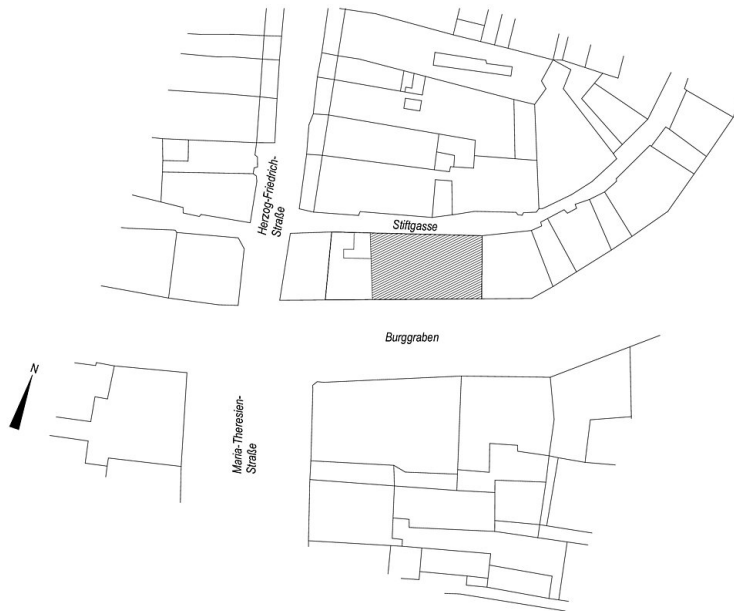 Herzog-Friedrich-
Straße
Stiftgasse
Burggraben
N
Maria-Theresien-
Straße